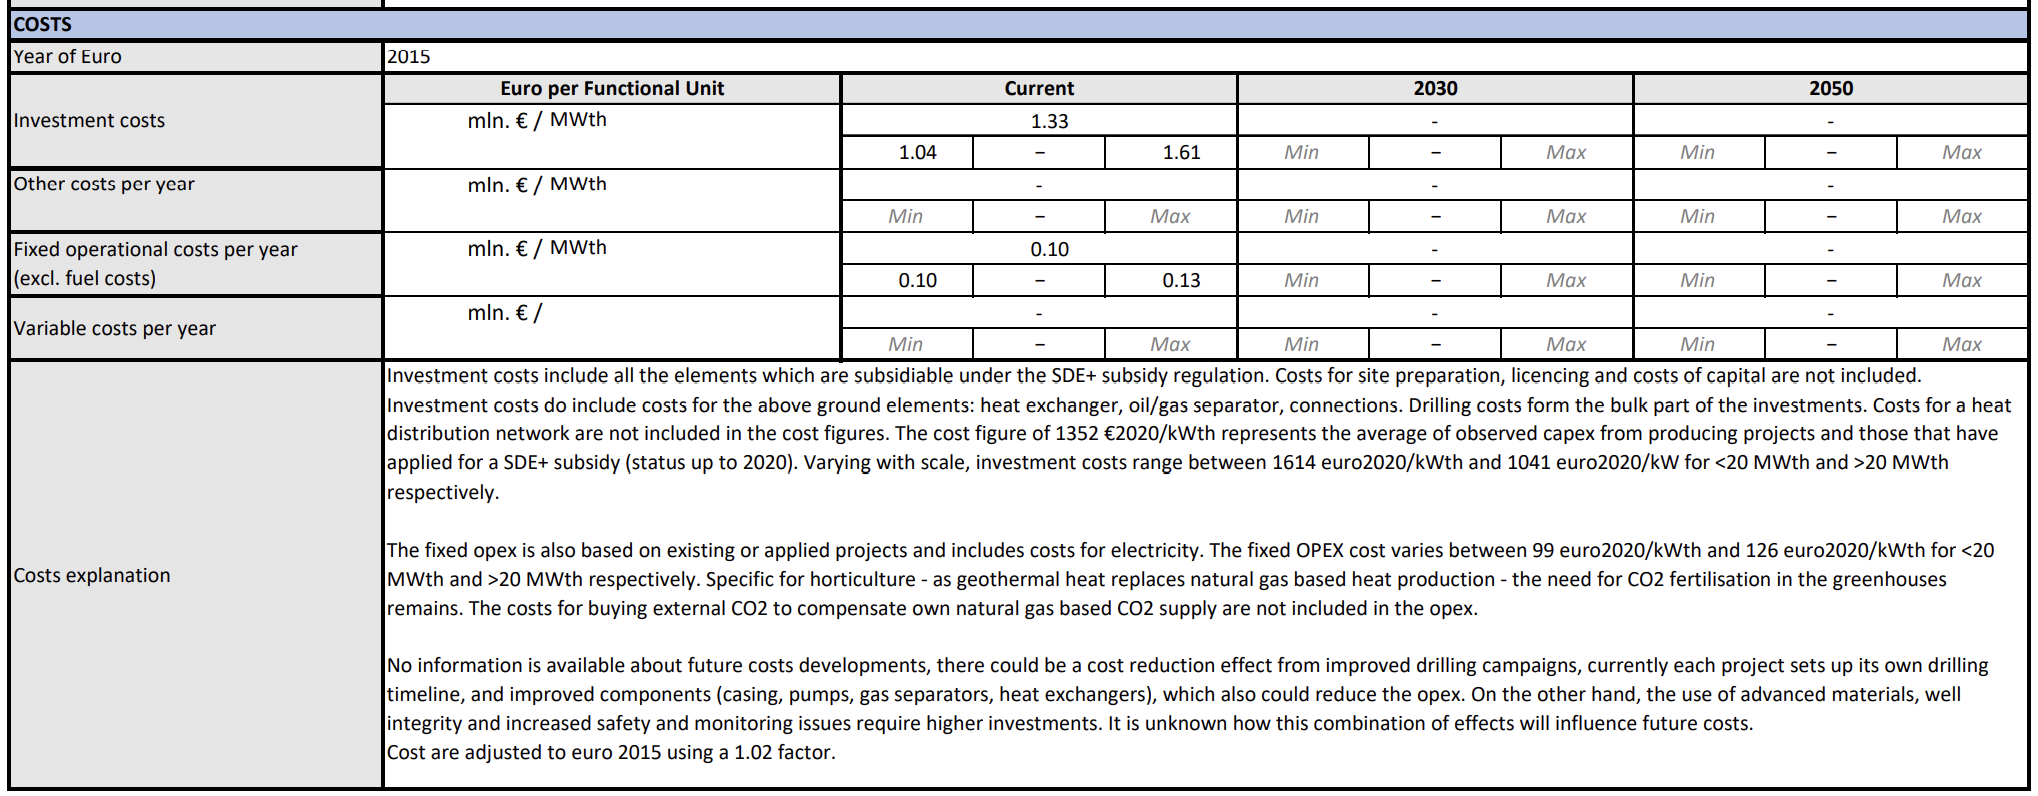 COSTS
Year of Euro 2015
Euro per Functional Unit Current 2030 2050
Investment costs mln. € / MWth 1.33 - -
1.04 – 1.61 Min – Max Min – Max
Other costs per year mln. € / MWth - - -
Min – Max Min – Max Min – Max
Fixed operational costs per year mln. € / MWth 0.10 - -
(excl. fuel costs) 0.10 – 0.13 Min – Max Min – Max
Variable costs per year mln. € / - - -
Min – Max Min – Max Min – Max
Costs explanation
Investment costs include all the elements which are subsidiable under the SDE+ subsidy regulation. Costs for site preparation, licencing and costs of capital are not included.
Investment costs do include costs for the above ground elements: heat exchanger, oil/gas separator, connections. Drilling costs form the bulk part of the investments. Costs for a heat
distribution network are not included in the cost figures. The cost figure of 1352 €2020/kWth represents the average of observed capex from producing projects and those that have
applied for a SDE+ subsidy (status up to 2020). Varying with scale, investment costs range between 1614 euro2020/kWth and 1041 euro2020/kW for <20 MWth and >20 MWth
respectively.
The fixed opex is also based on existing or applied projects and includes costs for electricity. The fixed OPEX cost varies between 99 euro2020/kWth and 126 euro2020/kWth for <20
MWth and >20 MWth respectively. Specific for horticulture - as geothermal heat replaces natural gas based heat production - the need for CO2 fertilisation in the greenhouses
remains. The costs for buying external CO2 to compensate own natural gas based CO2 supply are not included in the opex.
No information is available about future costs developments, there could be a cost reduction effect from improved drilling campaigns, currently each project sets up its own drilling
timeline, and improved components (casing, pumps, gas separators, heat exchangers), which also could reduce the opex. On the other hand, the use of advanced materials, well
integrity and increased safety and monitoring issues require higher investments. It is unknown how this combination of effects will influence future costs.
Cost are adjusted to euro 2015 using a 1.02 factor.